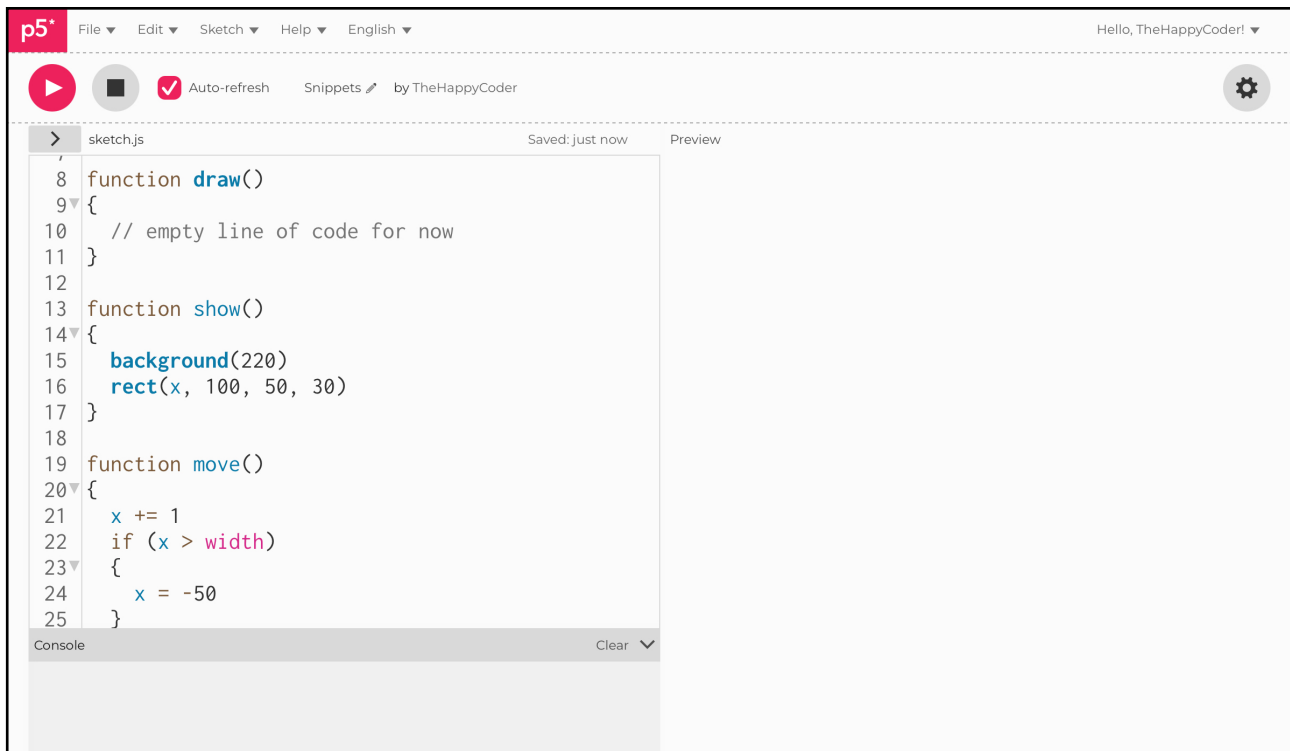 p5* File Edit Sketch Help English Hello, TheHappyCoder!
Auto-refresh Snippets by TheHappyCoder
sketch.js Saved: just now Preview
8 function draw()
9 {
10 // empty line of code for now
11 }
12
13 function show()
14 {
15 background(220)
16 rect(x, 100, 50, 30)
17 }
18
19 function move()
20 {
21 x += 1
22 if (x > width)
23 {
24 x = -50
25 }
Console Clear